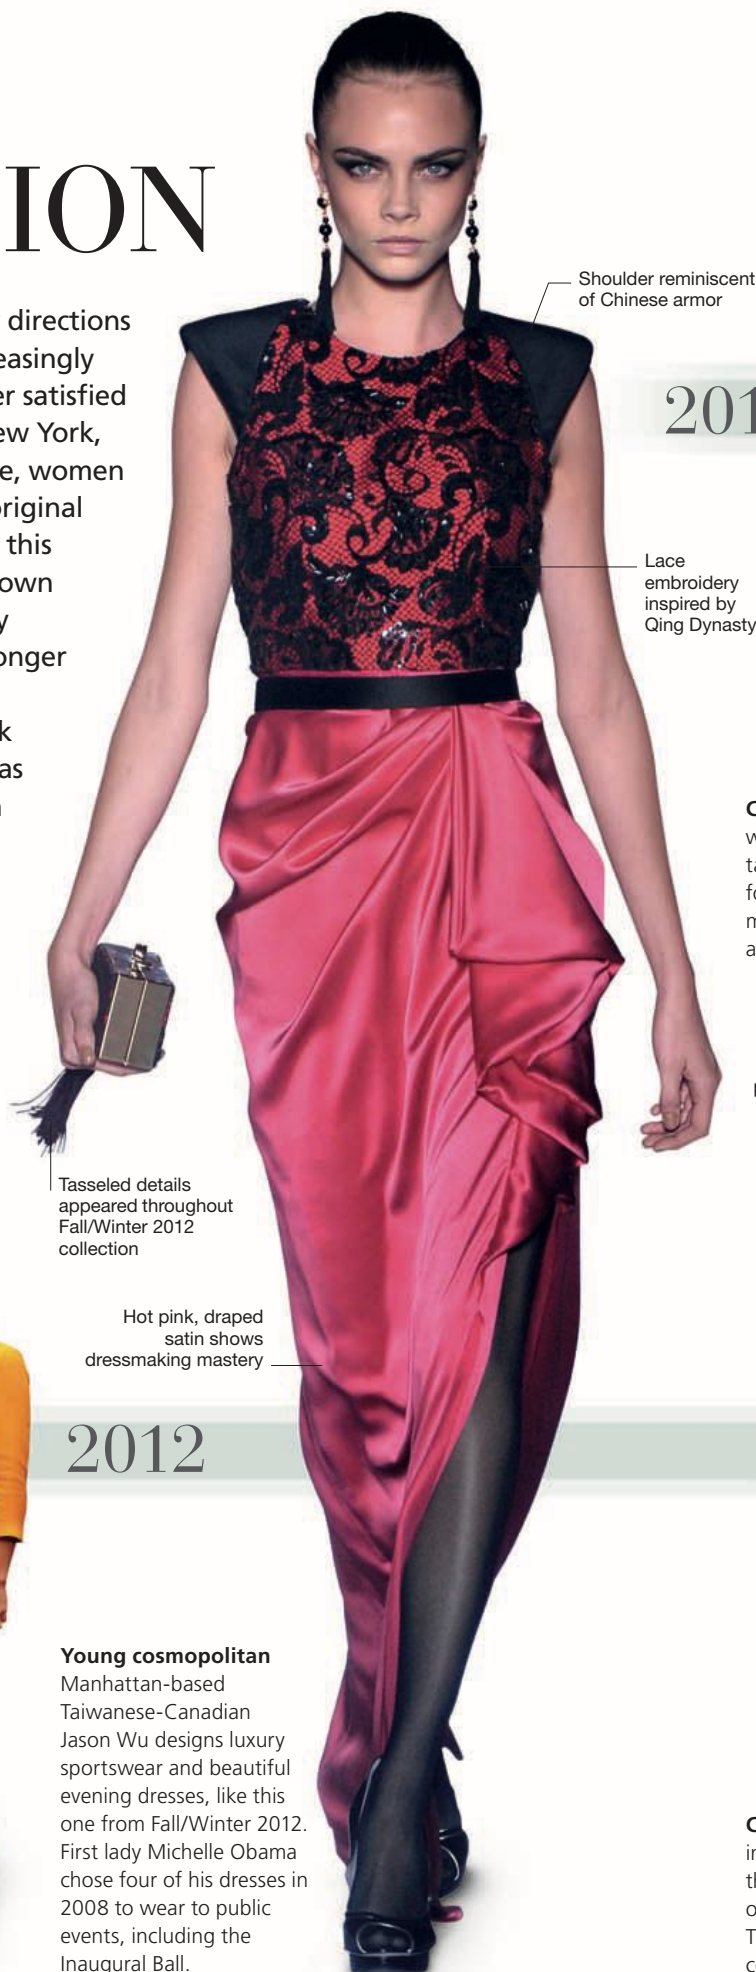 ION
directions
easingly
er satisfied
ew York,
e, women
original
this
own
y
onger
k
as
Shoulder reminiscent
of Chinese armor
201
Lace
embroidery
inspired by
Qing Dynasty
Tasseled details
appeared throughout
Fall/Winter 2012
collection
Hot pink, draped
satin shows
dressmaking mastery
2012
Young cosmopolitan
Manhattan-based
Taiwanese-Canadian
Jason Wu designs luxury
sportswear and beautiful
evening dresses, like this
one from Fall/Winter 2012.
First lady Michelle Obama
chose four of his dresses in
2008 to wear to public
events, including the
Inaugural Ball.